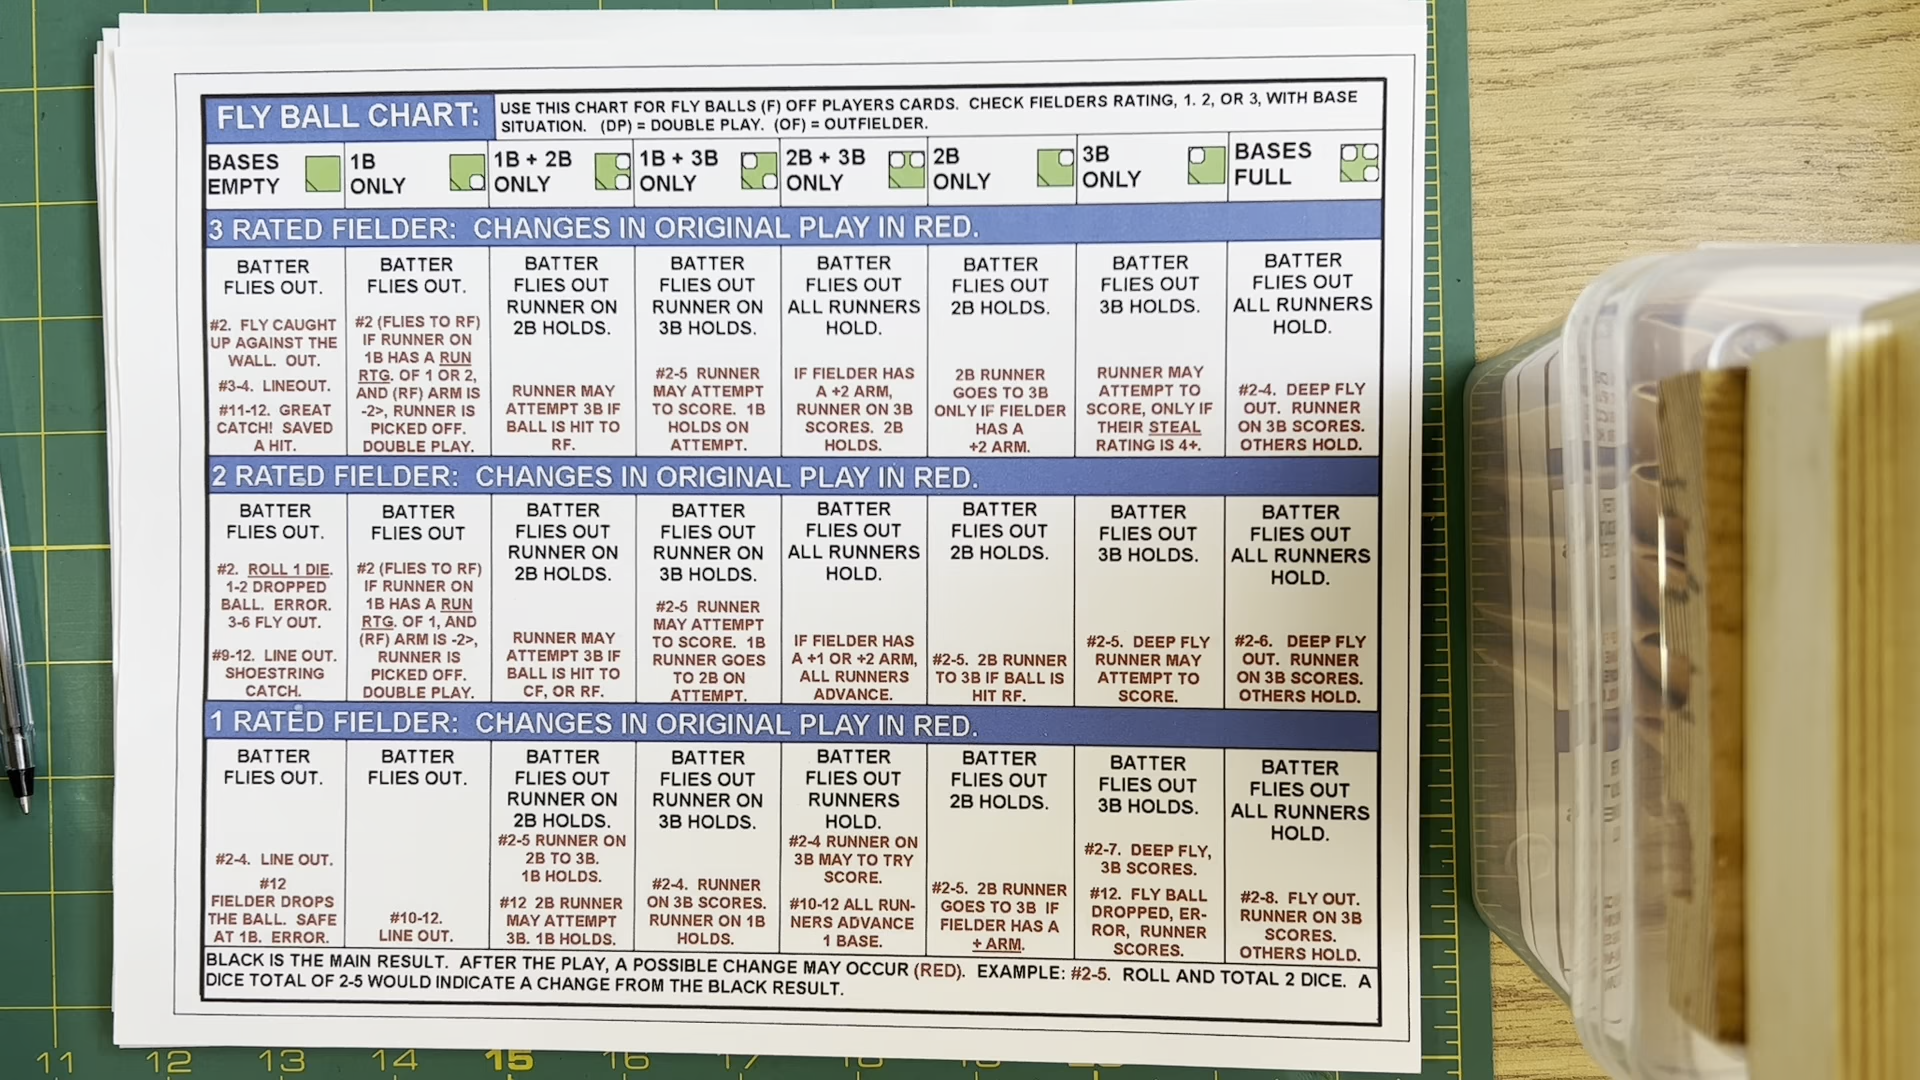 FLY BALL CHART:
USE THIS CHART FOR FLY BALLS (F) OFF PLAYERS CARDS. CHECK FIELDERS RATING, 1. 2, OR 3, WITH BASE
SITUATION. (DP) = DOUBLE PLAY. (OF) = OUTFIELDER.
BASES
EMPTY
1B
ONLY
1B + 2B
ONLY
1B + 3B
ONLY
2B + 3B
ONLY
2B
ONLY
3B
ONLY
BASES
FULL
3 RATED FIELDER: CHANGES IN ORIGINAL PLAY IN RED.
BATTER
FLIES OUT.
#2. FLY CAUGHT
UP AGAINST THE
WALL. OUT.
#3-4. LINEOUT.
#11-12. GREAT
CATCH! SAVED
A HIT.
BATTER
FLIES OUT.
#2 (FLIES TO RF)
IF RUNNER ON
1B HAS A RUN
RTG. OF 1 OR 2,
AND (RF) ARM IS
-2>, RUNNER IS
PICKED OFF.
DOUBLE PLAY.
BATTER
FLIES OUT
RUNNER ON
2B HOLDS.
RUNNER MAY
ATTEMPT 3B IF
BALL IS HIT TO
RF.
BATTER
FLIES OUT
RUNNER ON
3B HOLDS.
#2-5 RUNNER
MAY ATTEMPT
TO SCORE. 1B
HOLDS ON
ATTEMPT.
BATTER
FLIES OUT
ALL RUNNERS
HOLD.
IF FIELDER HAS
A +2 ARM,
RUNNER ON 3B
SCORES. 2B
HOLDS.
BATTER
FLIES OUT
2B HOLDS.
2B RUNNER
GOES TO 3B
ONLY IF FIELDER
HAS A
+2 ARM.
BATTER
FLIES OUT
3B HOLDS.
RUNNER MAY
ATTEMPT TO
SCORE, ONLY IF
THEIR STEAL
RATING IS 4+.
BATTER
FLIES OUT
ALL RUNNERS
HOLD.
#2-4. DEEP FLY
OUT. RUNNER
ON 3B SCORES.
OTHERS HOLD.
2 RATED FIELDER: CHANGES IN ORIGINAL PLAY IN RED.
BATTER
FLIES OUT.
#2. ROLL 1 DIE.
1-2 DROPPED
BALL. ERROR.
3-6 FLY OUT.
#9-12. LINE OUT.
SHOESTRING
CATCH.
BATTER
FLIES OUT
#2 (FLIES TO RF)
IF RUNNER ON
1B HAS A RUN
RTG. OF 1, AND
(RF) ARM IS -2>,
RUNNER IS
PICKED OFF.
DOUBLE PLAY.
BATTER
FLIES OUT
RUNNER ON
2B HOLDS.
RUNNER MAY
ATTEMPT 3B IF
BALL IS HIT TO
CF, OR RF.
BATTER
FLIES OUT
RUNNER ON
3B HOLDS.
#2-5 RUNNER
MAY ATTEMPT
TO SCORE. 1B
RUNNER GOES
TO 2B ON
ATTEMPT.
BATTER
FLIES OUT
ALL RUNNERS
HOLD.
IF FIELDER HAS
A +1 OR +2 ARM,
ALL RUNNERS
ADVANCE.
BATTER
FLIES OUT
2B HOLDS.
#2-5. 2B RUNNER
TO 3B IF BALL IS
HIT RF.
BATTER
FLIES OUT
3B HOLDS.
#2-5. DEEP FLY
RUNNER MAY
ATTEMPT TO
SCORE.
BATTER
FLIES OUT
ALL RUNNERS
HOLD.
#2-6. DEEP FLY
OUT. RUNNER
ON 3B SCORES.
OTHERS HOLD.
1 RATED FIELDER: CHANGES IN ORIGINAL PLAY IN RED.
BATTER
FLIES OUT.
#2-4. LINE OUT.
#12
FIELDER DROPS
THE BALL. SAFE
AT 1B. ERROR.
BATTER
FLIES OUT.
#10-12.
LINE OUT.
BATTER
FLIES OUT
RUNNER ON
2B HOLDS.
#2-5 RUNNER ON
2B TO 3B.
1B HOLDS.
#12 2B RUNNER
MAY ATTEMPT
3B. 1B HOLDS.
BATTER
FLIES OUT
RUNNER ON
3B HOLDS.
#2-4. RUNNER
ON 3B SCORES.
RUNNER ON 1B
HOLDS.
BATTER
FLIES OUT
RUNNERS
HOLD.
#2-4 RUNNER ON
3B MAY TO TRY
SCORE.
#10-12 ALL RUN-
NERS ADVANCE
1 BASE.
BATTER
FLIES OUT
2B HOLDS.
#2-5. 2B RUNNER
GOES TO 3B IF
FIELDER HAS A
+ ARM.
BATTER
FLIES OUT
3B HOLDS.
#2-7. DEEP FLY,
3B SCORES.
#12. FLY BALL
DROPPED, ER-
ROR, RUNNER
SCORES.
BATTER
FLIES OUT
ALL RUNNERS
HOLD.
#2-8. FLY OUT.
RUNNER ON 3B
SCORES.
OTHERS HOLD.
BLACK IS THE MAIN RESULT. AFTER THE PLAY, A POSSIBLE CHANGE MAY OCCUR (RED). EXAMPLE: #2-5. ROLL AND TOTAL 2 DICE. A
DICE TOTAL OF 2-5 WOULD INDICATE A CHANGE FROM THE BLACK RESULT.
11 12 13 14 15 16 17 18